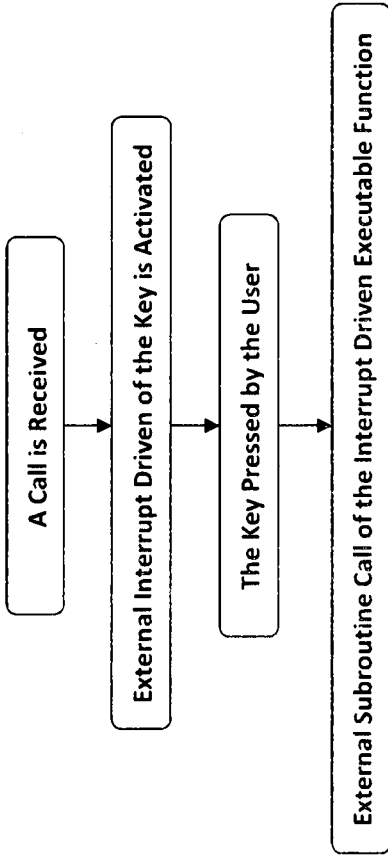 A Call is Received
External Interrupt Driven of the Key is Activated
The Key Pressed by the User
External Subroutine Call of the Interrupt Driven Executable Function